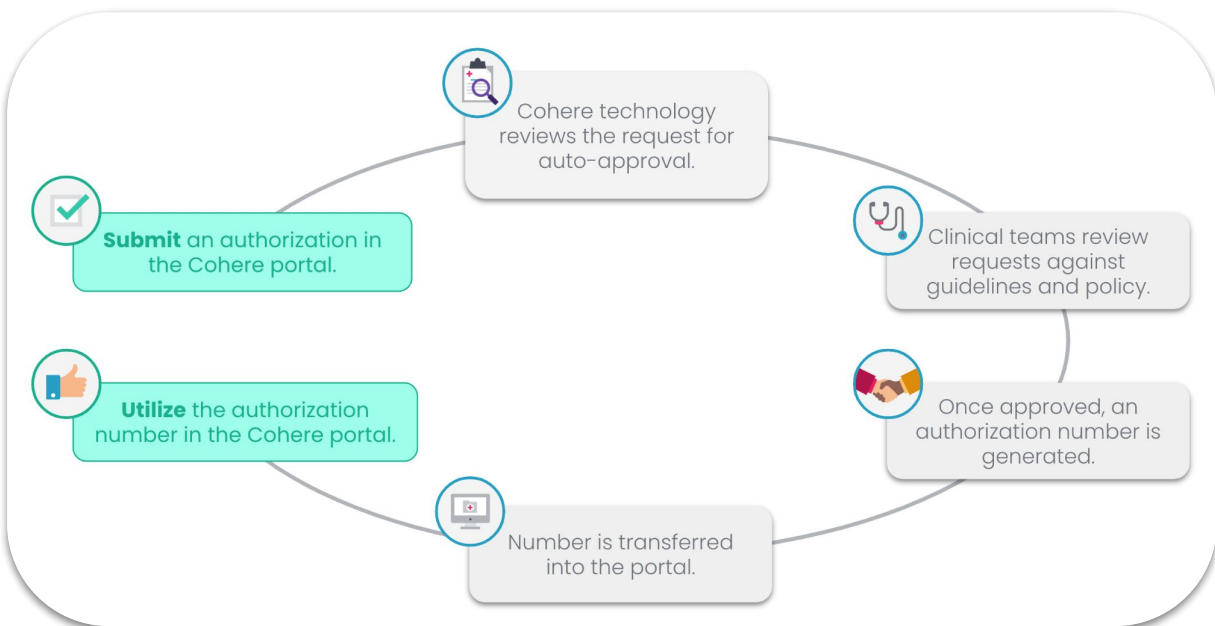 Cohere technology
reviews the request for
auto-approval.
Submit an authorization in
the Cohere portal.
Clinical teams review
requests against
guidelines and policy.
Utilize the authorization
number in the Cohere portal.
Once approved, an
authorization number is
generated.
Number is transferred
into the portal.